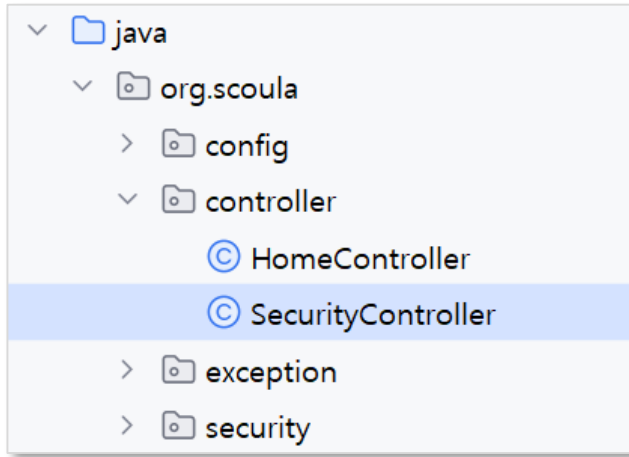 java
org.scoula
config
controller
© HomeController
© SecurityController
exception
security